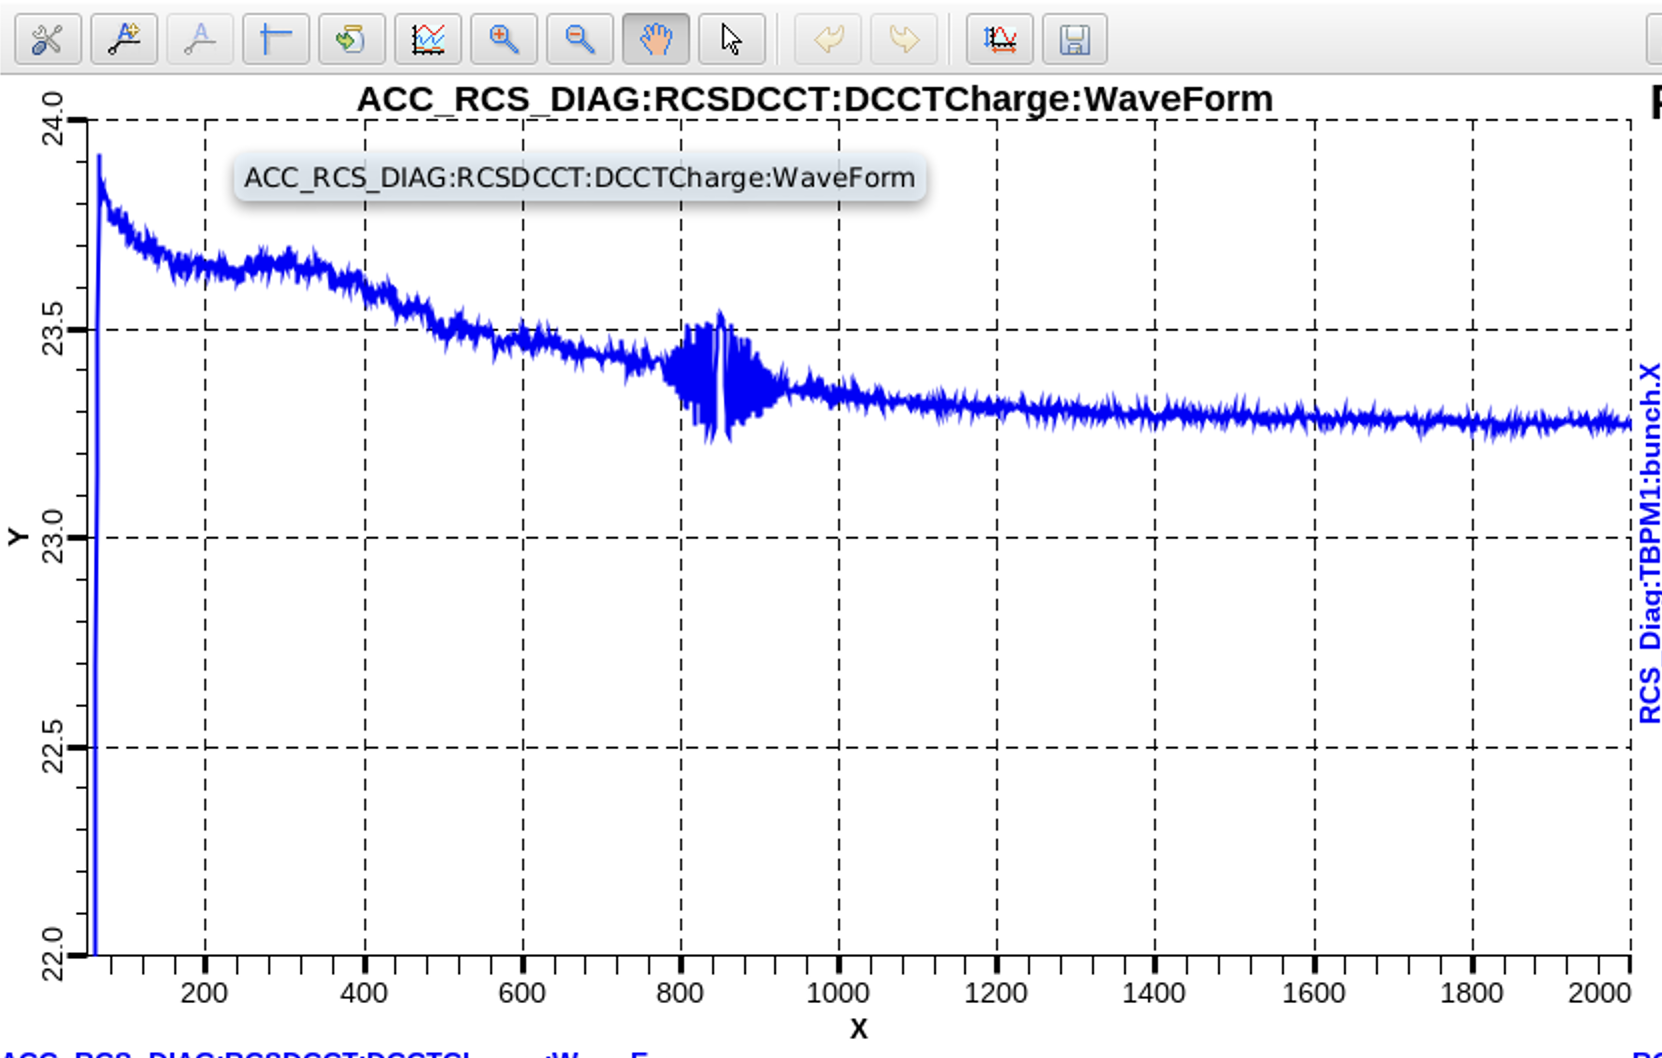 ACC_RCS_DIAG:RCSDCCT:DCCTCharge:WaveForm
ACC_RCS_DIAG:RCSDCCT:DCCTCharge:WaveForm
24.0
23.5
23.0
22.5
22.0
Y
200 400 600 800 1000 1200 1400 1600 1800 2000
X
RCS_Diag:TBPM1:bunch.X